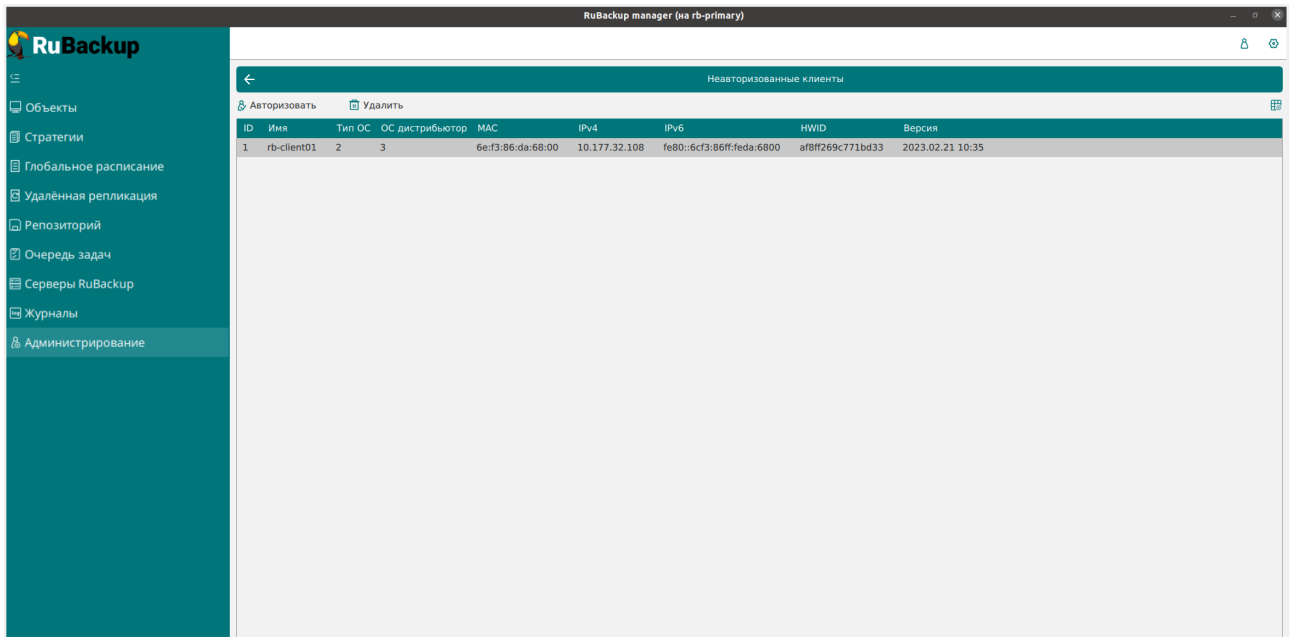 RuBackup manager (на rb-primary)
RuBackup
Неавторизованные клиенты
Объекты
Стратегии
Глобальное расписание
Удалённая репликация
Репозиторий
Очередь задач
Серверы RuBackup
Журналы
Администрирование
Авторизовать Удалить
ID Имя Тип ОС ОС дистрибьютор MAC IPv4 IPv6 HWID Версия
1 rb-client01 2 3 6e:f3:86:da:68:00 10.177.32.108 fe80::6cf3:86ff:feda:6800 af8ff269c771bd33 2023.02.21 10:35